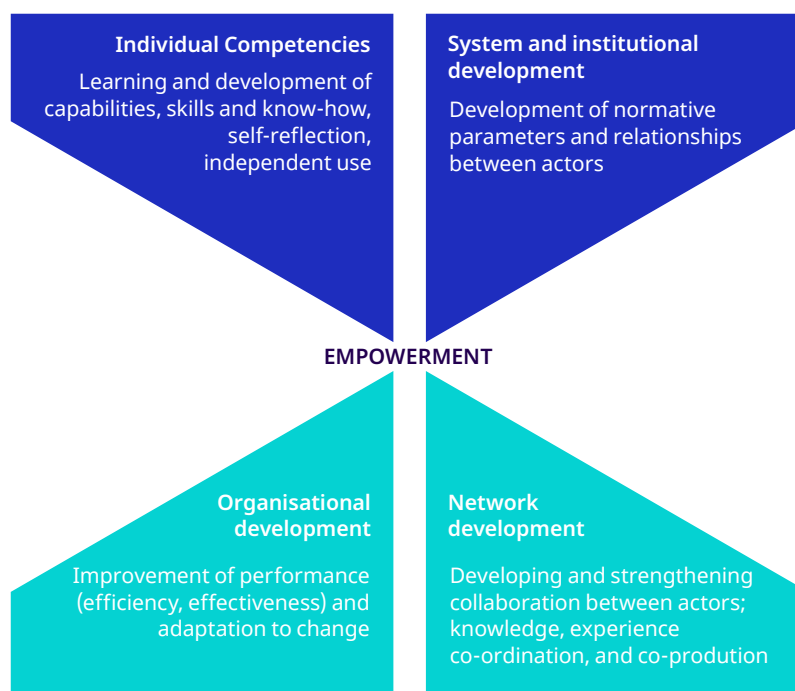 Individual Competencies
Learning and development of
capabilities, skills and know-how,
self-reflection,
independent use
System and institutional
development
Development of normative
parameters and relationships
between actors
EMPOWERMENT
Organisational
development
Improvement of performance
(efficiency, effectiveness) and
adaptation to change
Network
development
Developing and strengthening
collaboration between actors;
knowledge, experience
co-ordination, and co-prodution